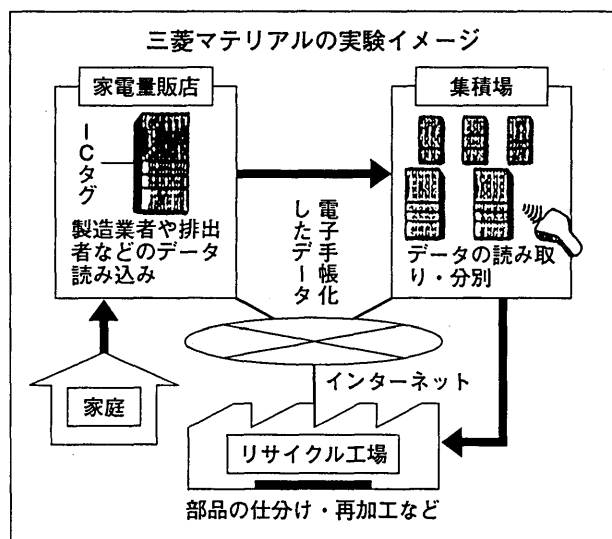 三菱マテリアルの実験イメージ
家電量販店
ICタグ
製造業者や排出
者などのデータ
読み込み
集積場
データの読み取
り・分別
電子手帳化
したデータ
インターネット
家庭
リサイクル工場
部品の仕分け・再加工など